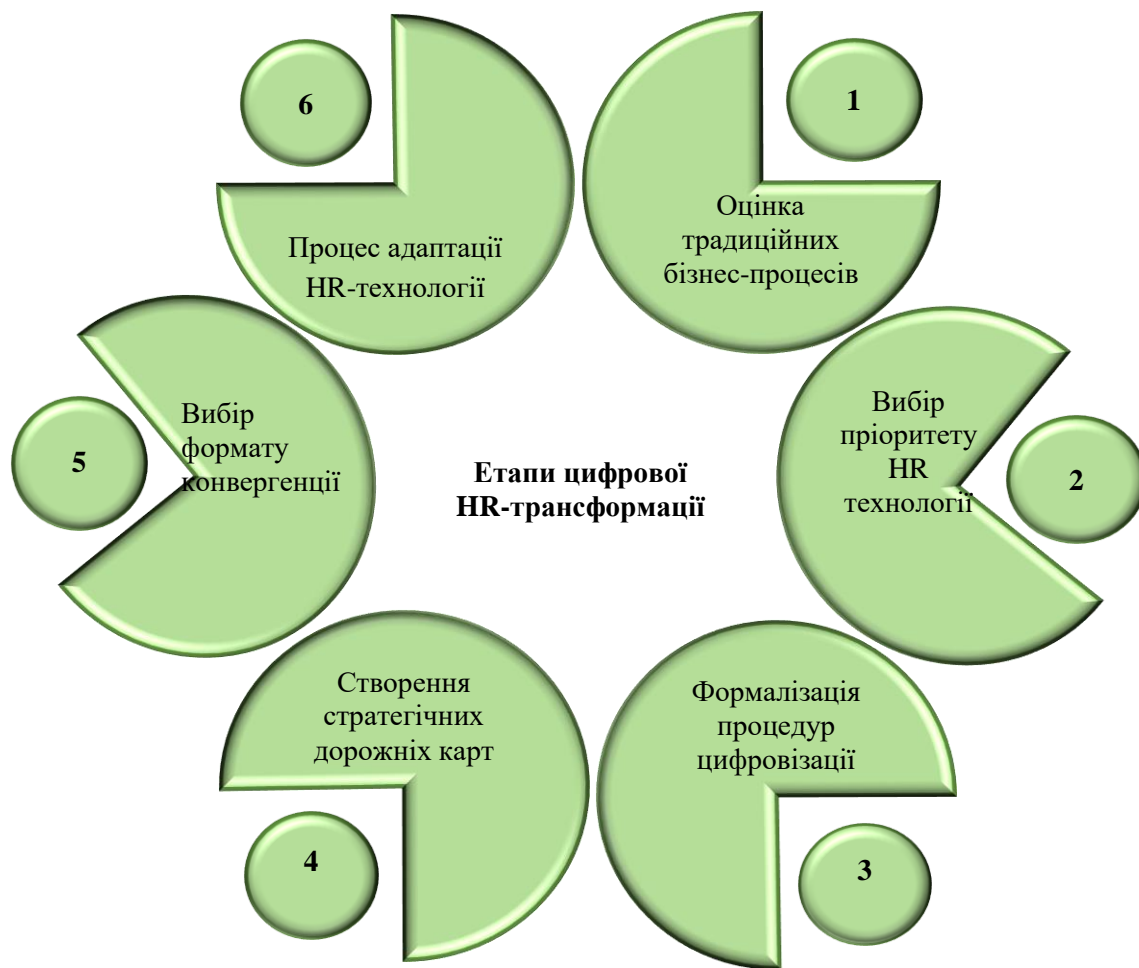 Етапи цифрової
HR-трансформації
1
Оцінка
традиційних
бізнес-процесів
2
Вибір
пріоритету
HR
технології
3
Формалізація
процедур
цифровізації
4
Створення
стратегічних
дорожніх карт
5
Вибір
формату
конвергенції
6
Процес адаптації
HR-технології